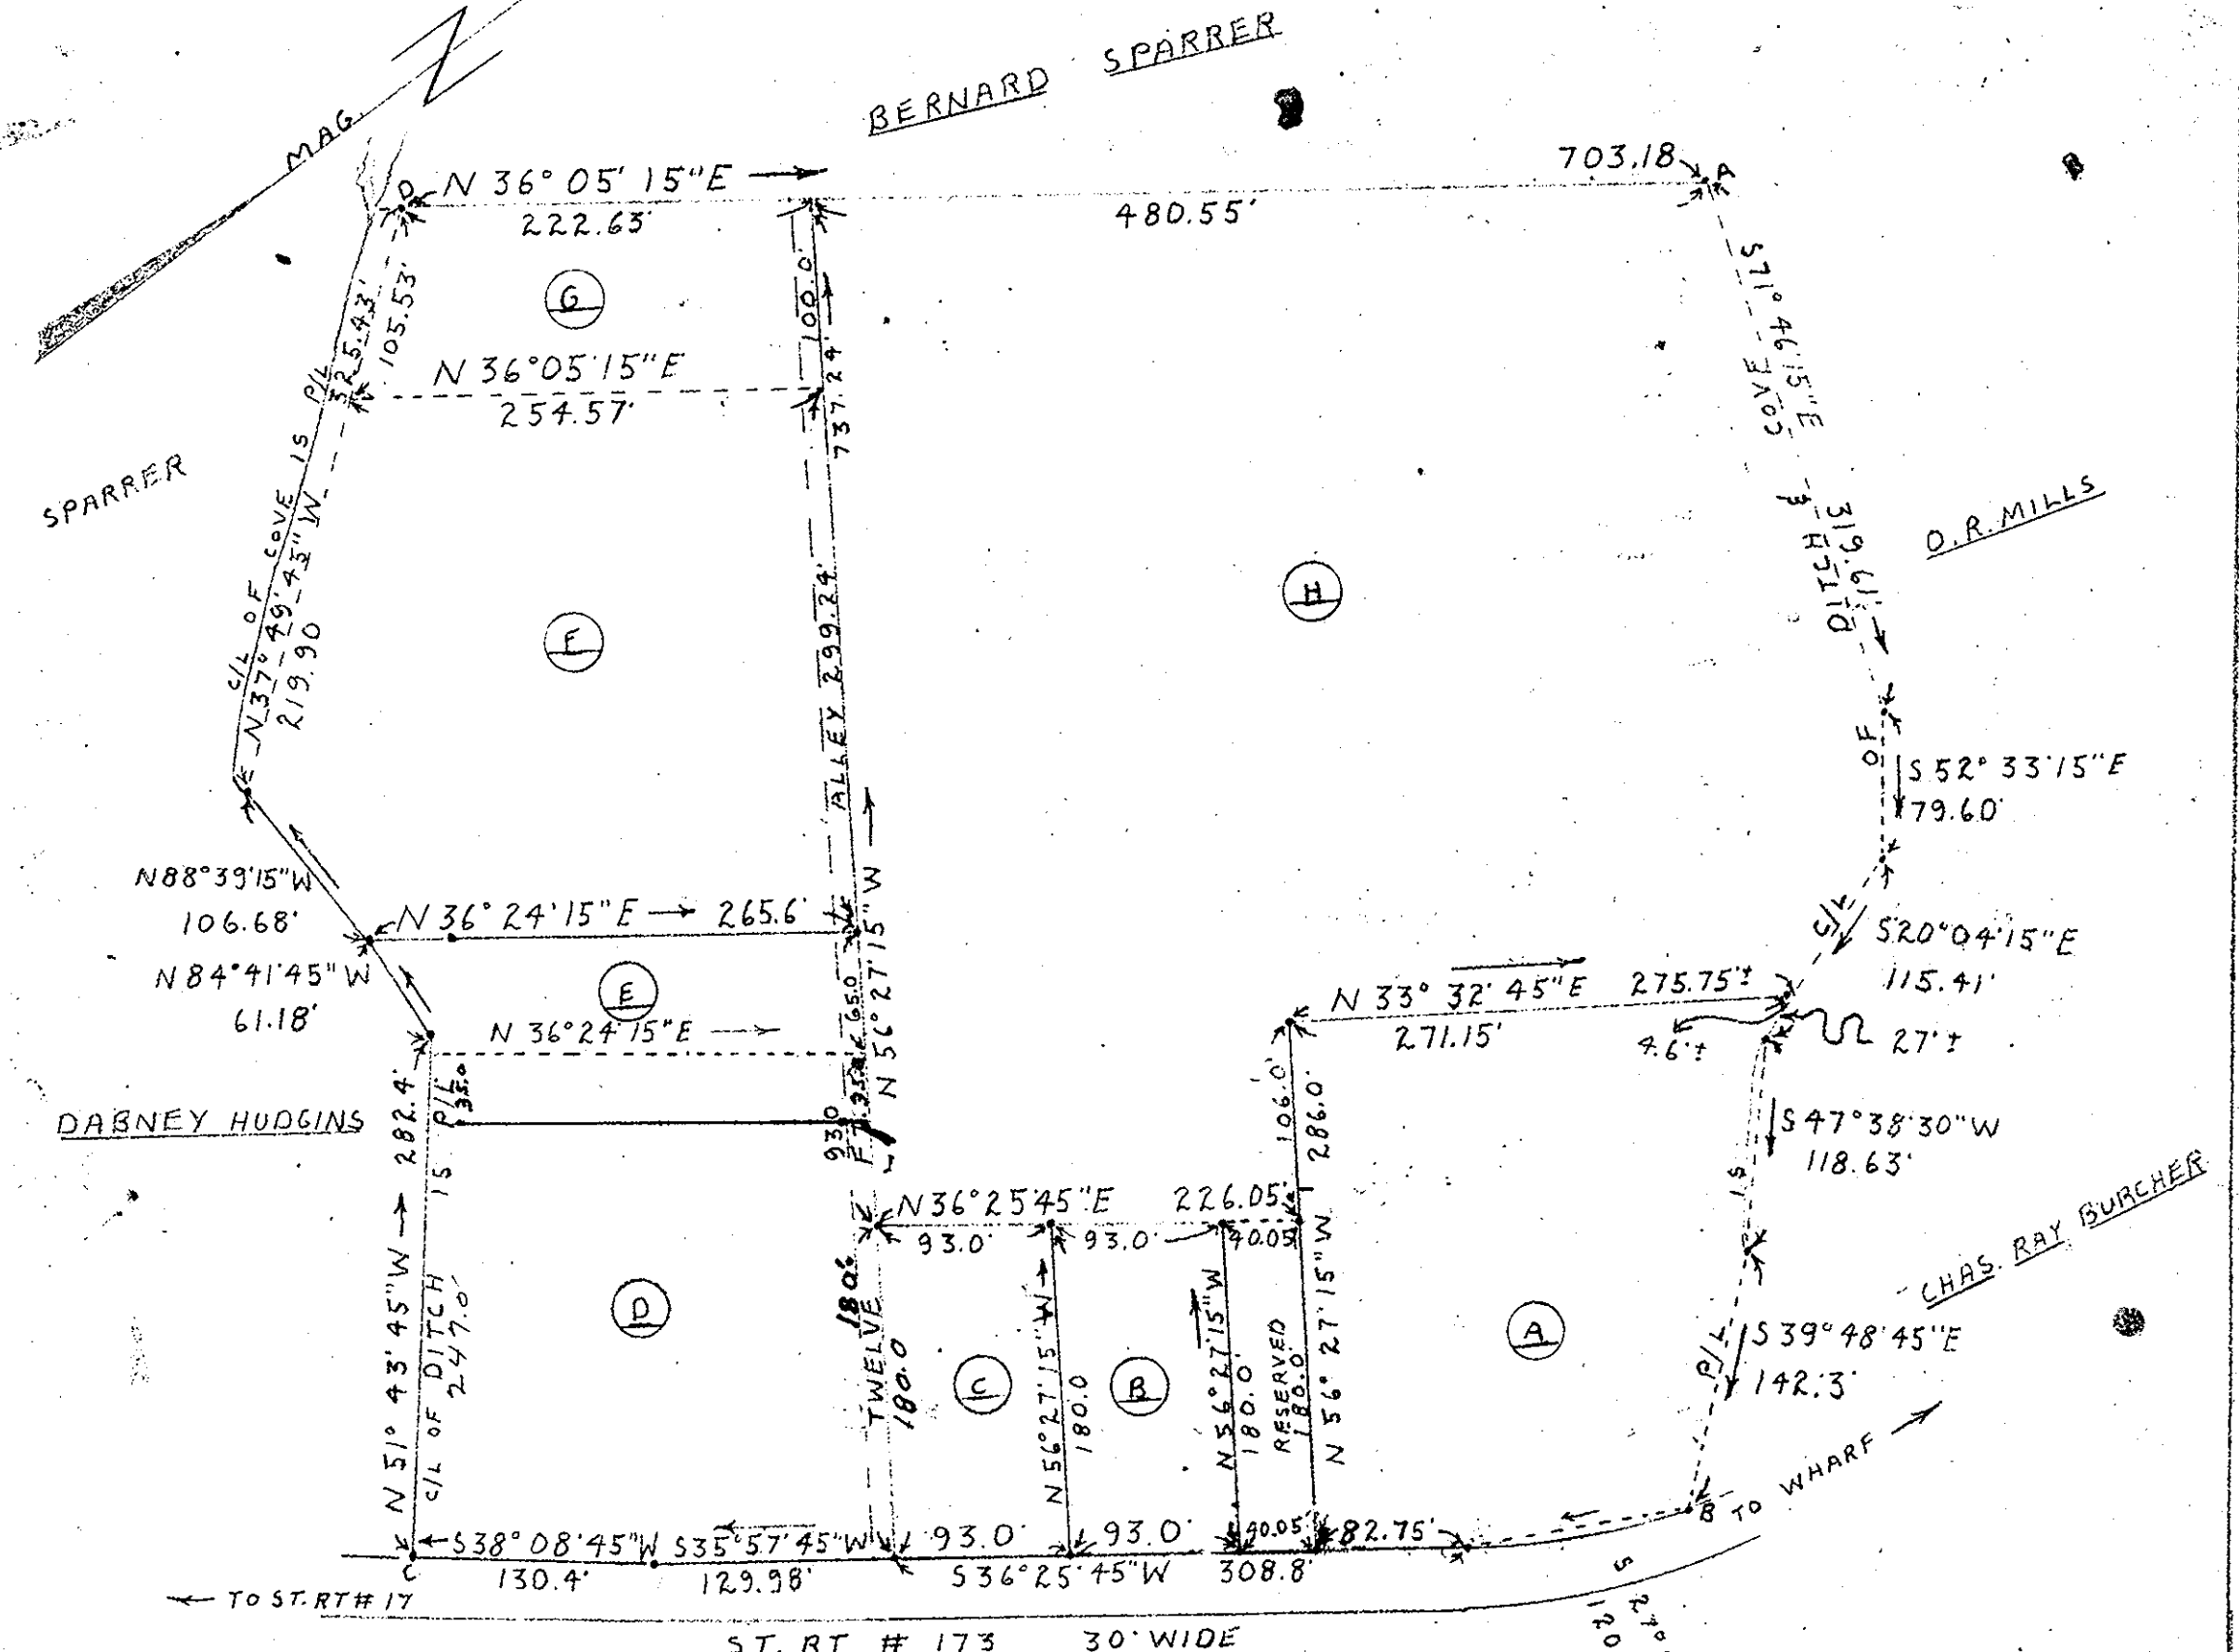 BERNARD SPARRER
MAG.
703.18
A
D
N 36° 05' 15"E
222.63'
480.55'
G
100.0'
S71° 46' 15"E
COVE &
319.61'
DITCH
P/L
325.43'
105.53'
N 36°05'15"E
254.57'
737.24'
SPARRER
IS
C/L OF COVE
N 37° 49' 45" W
219.90
F
ALLEY 299.24'
H
O.R. MILLS
OF
S 52° 33'15"E
79.60'
N88°39'15"W
106.68'
N 36° 24' 15"E
265.6'
N 56° 27' 15" W
C/L
S20°04'15"E
115.41'
N 84°41'45"W
61.18'
E
65.0
N 36°24'15"E
N 33° 32' 45"E
275.75'±
271.15'
4.6'±
27'±
DABNEY HUDGINS
P/L
35.0
93.0
106.0'
286.0'
S 47°38'30"W
118.63'
IS
N 51° 43' 45"W
282.4'
C/L OF DITCH IS
247.0'
N36°25'45"E
226.05'
93.0'
93.0'
40.05
CHAS. RAY BURCHER
D
180.0
TWELVE
180.0
C
N 56° 27' 15" W
180.0
B
N 56° 27' 15" W
180.0'
RESERVED
180.0'
N 56° 27' 15" W
A
P/L
S 39° 48' 45"E
142.3'
B TO WHARF
C
S38°08'45"W
130.4'
S35°57'45"W
129.98'
93.0'
93.0'
40.05'
82.75'
S36°25'45"W
308.8'
TO ST. RT # 17
S 27°
120
ST. RT # 173 30' WIDE